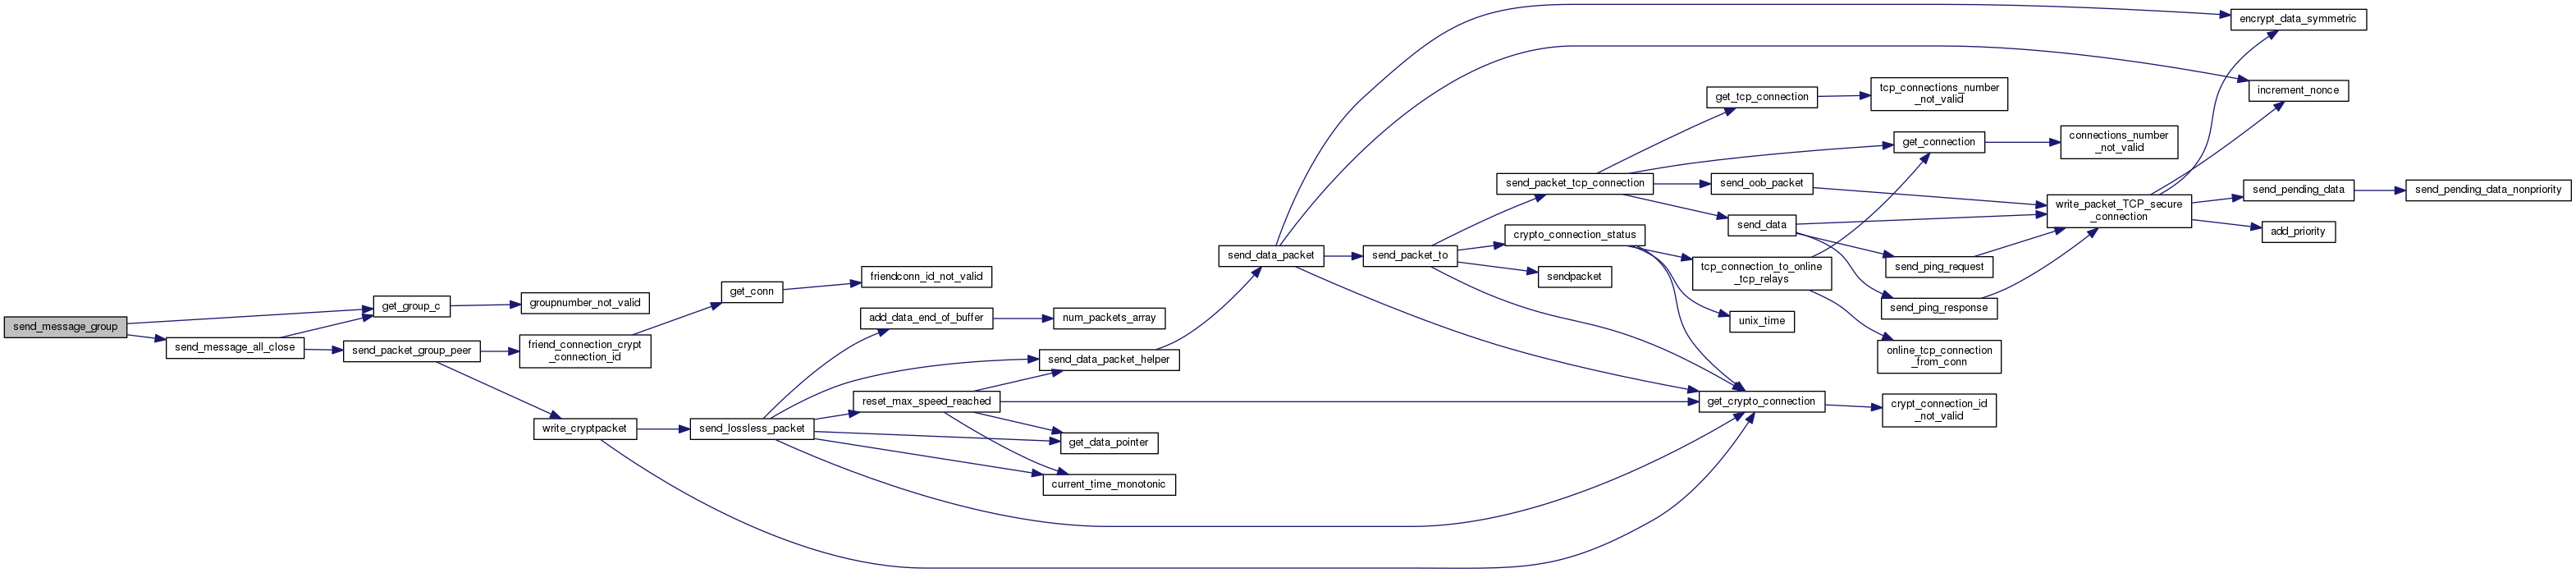 send_message_group
get_group_c
groupnumber_not_valid
send_message_all_close
send_packet_group_peer
friend_connection_crypt
_connection_id
get_conn
friendconn_id_not_valid
write_cryptpacket
send_lossless_packet
add_data_end_of_buffer
num_packets_array
send_data_packet_helper
reset_max_speed_reached
get_data_pointer
current_time_monotonic
send_data_packet
send_packet_to
send_packet_tcp_connection
crypto_connection_status
sendpacket
get_tcp_connection
tcp_connections_number
_not_valid
get_connection
connections_number
_not_valid
send_oob_packet
send_data
tcp_connection_to_online
_tcp_relays
unix_time
send_ping_request
send_ping_response
online_tcp_connection
_from_conn
get_crypto_connection
crypt_connection_id
_not_valid
write_packet_TCP_secure
_connection
encrypt_data_symmetric
increment_nonce
send_pending_data
send_pending_data_nonpriority
add_priority